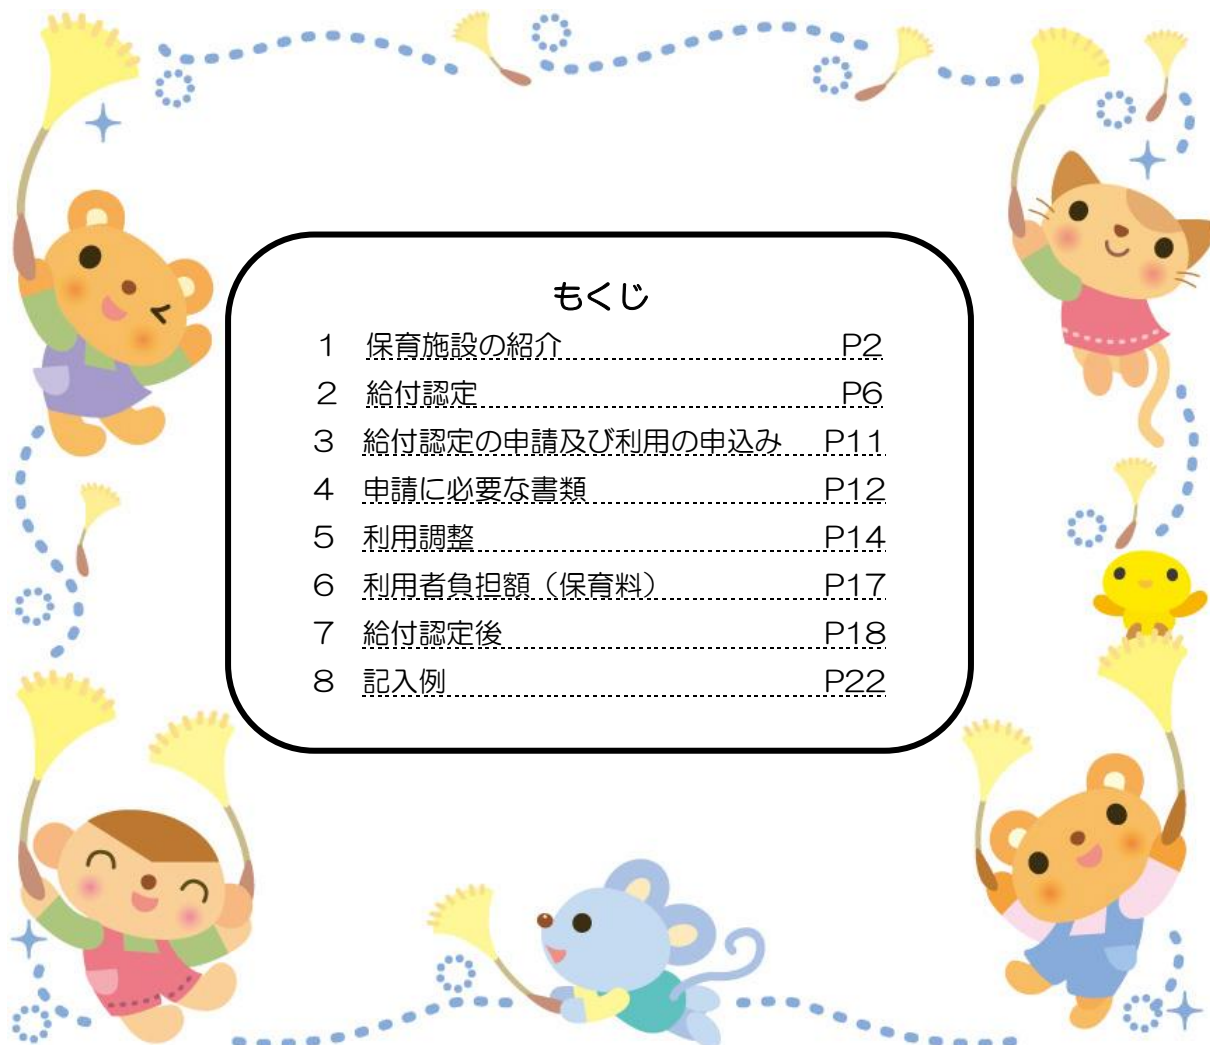 もくじ
1 保育施設の紹介 P2
2 給付認定 P6
3 給付認定の申請及び利用の申込み P11
4 申請に必要な書類 P12
5 利用調整 P14
6 利用者負担額（保育料） P17
7 給付認定後 P18
8 記入例 P22